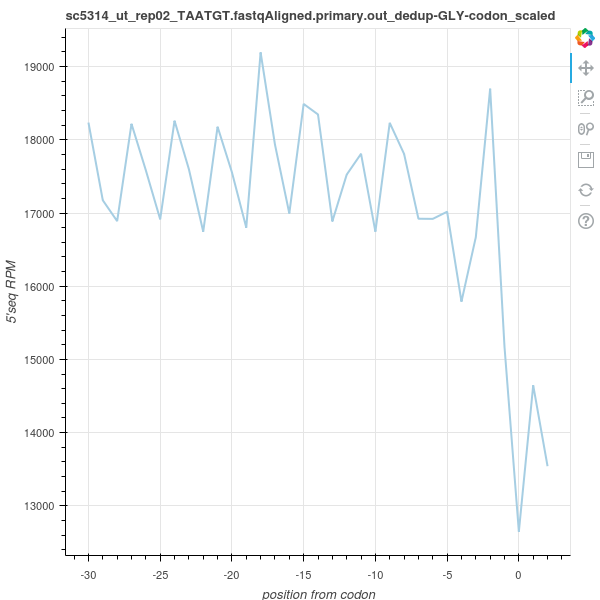 sc5314_ut_rep02_TAATGT.fastqAligned.primary.out_dedup-GLY-codon_scaled
19000
18000
17000
16000
15000
14000
13000
5'seq RPM
-30 -25 -20 -15 -10 -5 0
position from codon